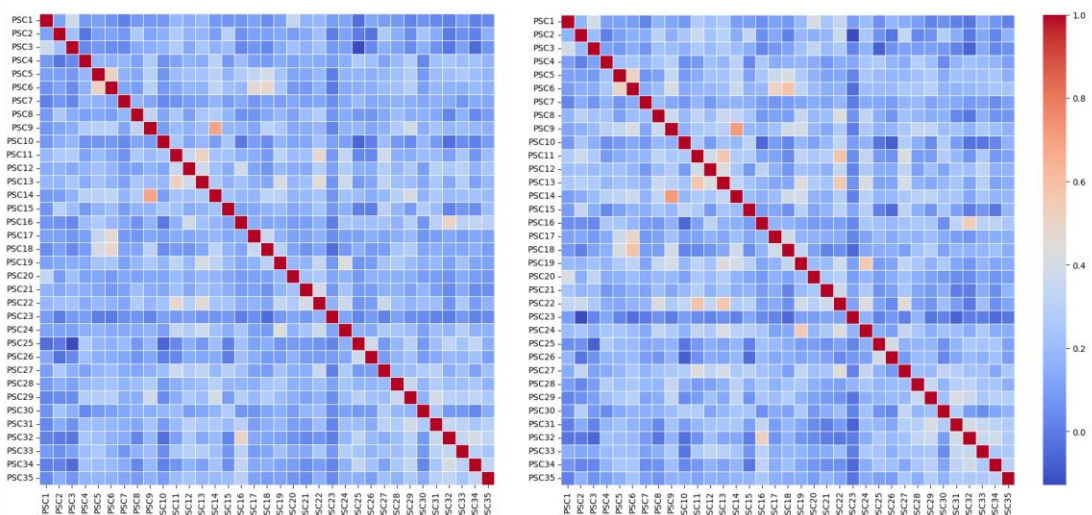 PSC1
PSC2
PSC3
PSC4
PSC5
PSC6
PSC7
PSC8
PSC9
PSC10
PSC11
PSC12
PSC13
PSC14
PSC15
PSC16
PSC17
PSC18
PSC19
PSC20
PSC21
PSC22
PSC23
PSC24
PSC25
PSC26
PSC27
PSC28
PSC29
PSC30
PSC31
PSC32
PSC33
PSC34
PSC35
PSC1
PSC2
PSC3
PSC4
PSC5
PSC6
PSC7
PSC8
PSC9
SC10
SC11
SC12
SC13
SC14
SC15
SC16
SC17
SC18
SC19
SC20
SC21
SC22
SC23
SC24
SC25
SC26
SC27
SC28
SC29
SC30
SC31
SC32
SC33
SC34
SC35
PSC1
PSC2
PSC3
PSC4
PSC5
PSC6
PSC7
PSC8
PSC9
PSC10
PSC11
PSC12
PSC13
PSC14
PSC15
PSC16
PSC17
PSC18
PSC19
PSC20
PSC21
PSC22
PSC23
PSC24
PSC25
PSC26
PSC27
PSC28
PSC29
PSC30
PSC31
PSC32
PSC33
PSC34
PSC35
PSC1
PSC2
PSC3
PSC4
PSC5
PSC6
PSC7
PSC8
PSC9
SC10
SC11
SC12
SC13
SC14
SC15
SC16
SC17
SC18
SC19
SC20
SC21
SC22
SC23
SC24
SC25
SC26
SC27
SC28
SC29
SC30
SC31
SC32
SC33
SC34
SC35
1.0
0.8
0.6
0.4
0.2
0.0